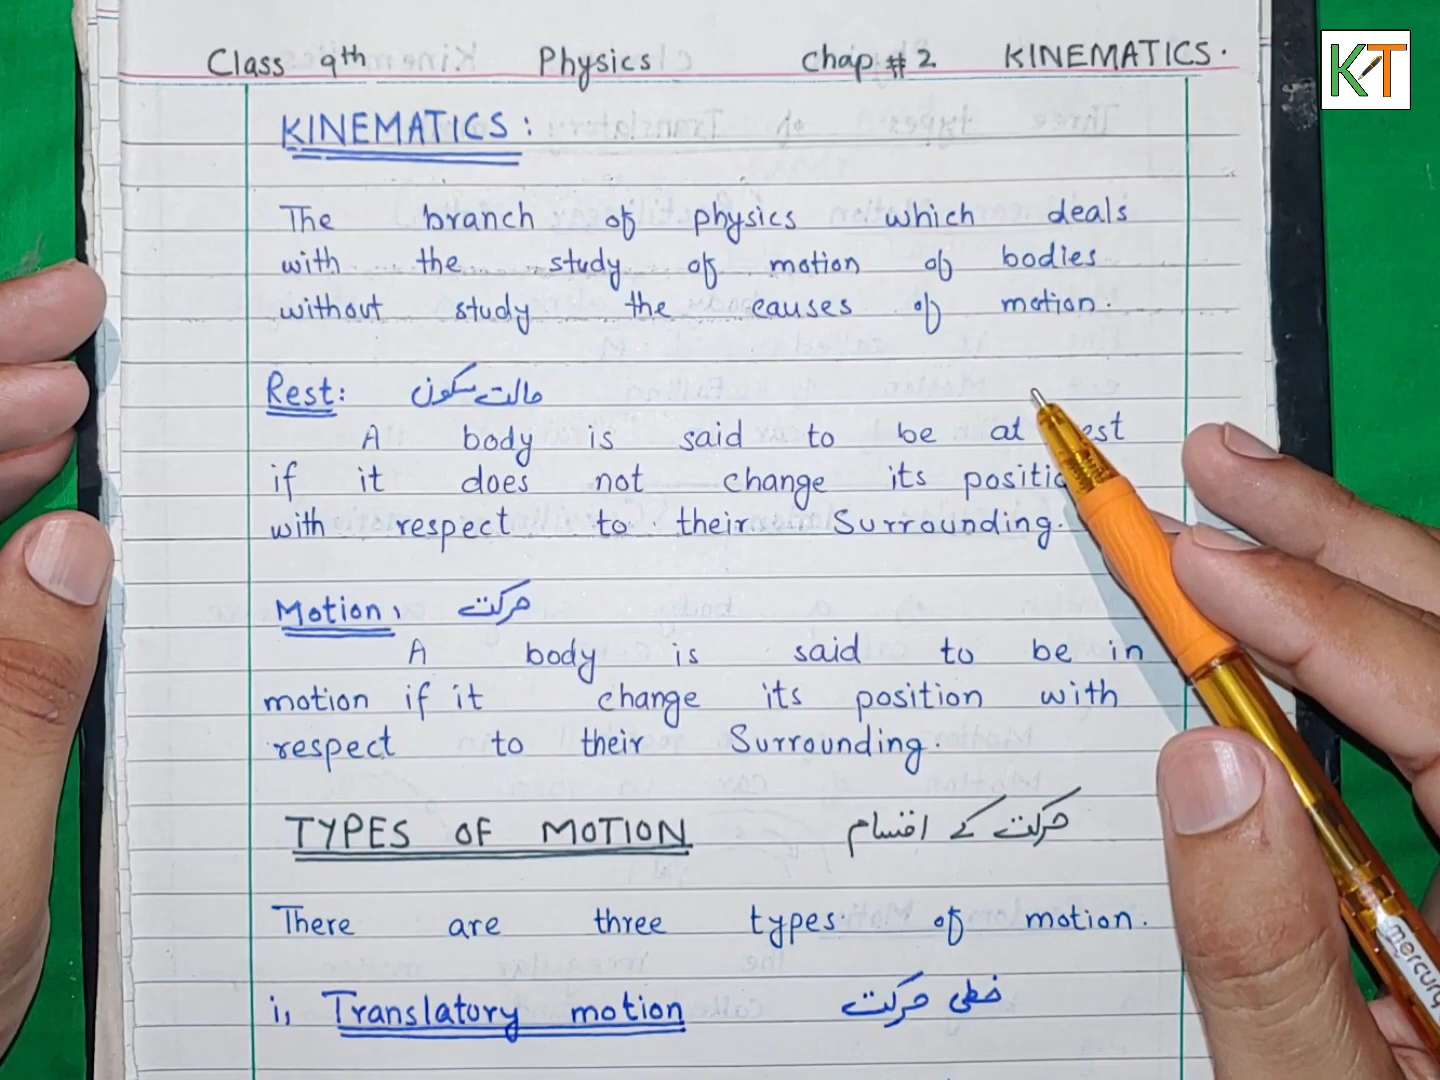 Class 9th Physics Chap # 2 KINEMATICS.
KT
KINEMATICS:
The branch of physics which deals
with the study of motion of bodies
without study the causes of motion.
Rest: حالت سکون
A body is said to be at est
if it does not change its positio
with respect to their Surrounding.
Motion: حرکت
A body is said to be in
motion if it change its position with
respect to their Surrounding.
TYPES OF MOTION حرکت کے اقسام
There are three types of motion.
i, Translatory motion خطی حرکت
mercury